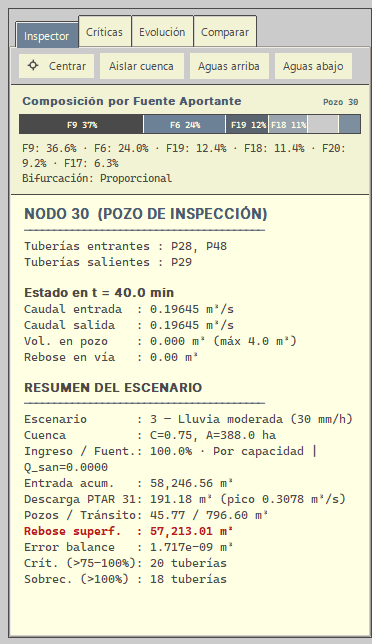 Inspector Críticas Evolución Comparar
Centrar Aislar cuenca Aguas arriba Aguas abajo
Composición por Fuente Aportante Pozo 30
F9 37% F6 24% F19 12% F18 11%
F9: 36.6% · F6: 24.0% · F19: 12.4% · F18: 11.4% · F20:
9.2% · F17: 6.3%
Bifurcación: Proporcional
NODO 30 (POZO DE INSPECCIÓN)
Tuberías entrantes : P28, P48
Tuberías salientes : P29
Estado en t = 40.0 min
Caudal entrada : 0.19645 m³/s
Caudal salida : 0.19645 m³/s
Vol. en pozo : 0.000 m³ (máx 4.0 m³)
Rebose en vía : 0.00 m³
RESUMEN DEL ESCENARIO
Escenario : 3 — Lluvia moderada (30 mm/h)
Cuenca : C=0.75, A=388.0 ha
Ingreso / Fuent.: 100.0% · Por capacidad |
Q_san=0.0000
Entrada acum. : 58,246.56 m³
Descarga PTAR 31: 191.18 m³ (pico 0.3078 m³/s)
Pozos / Tránsito: 45.77 / 796.60 m³
Rebose superf. : 57,213.01 m³
Error balance : 1.717e-09 m³
Crít. (>75–100%): 20 tuberías
Sobrec. (>100%) : 18 tuberías